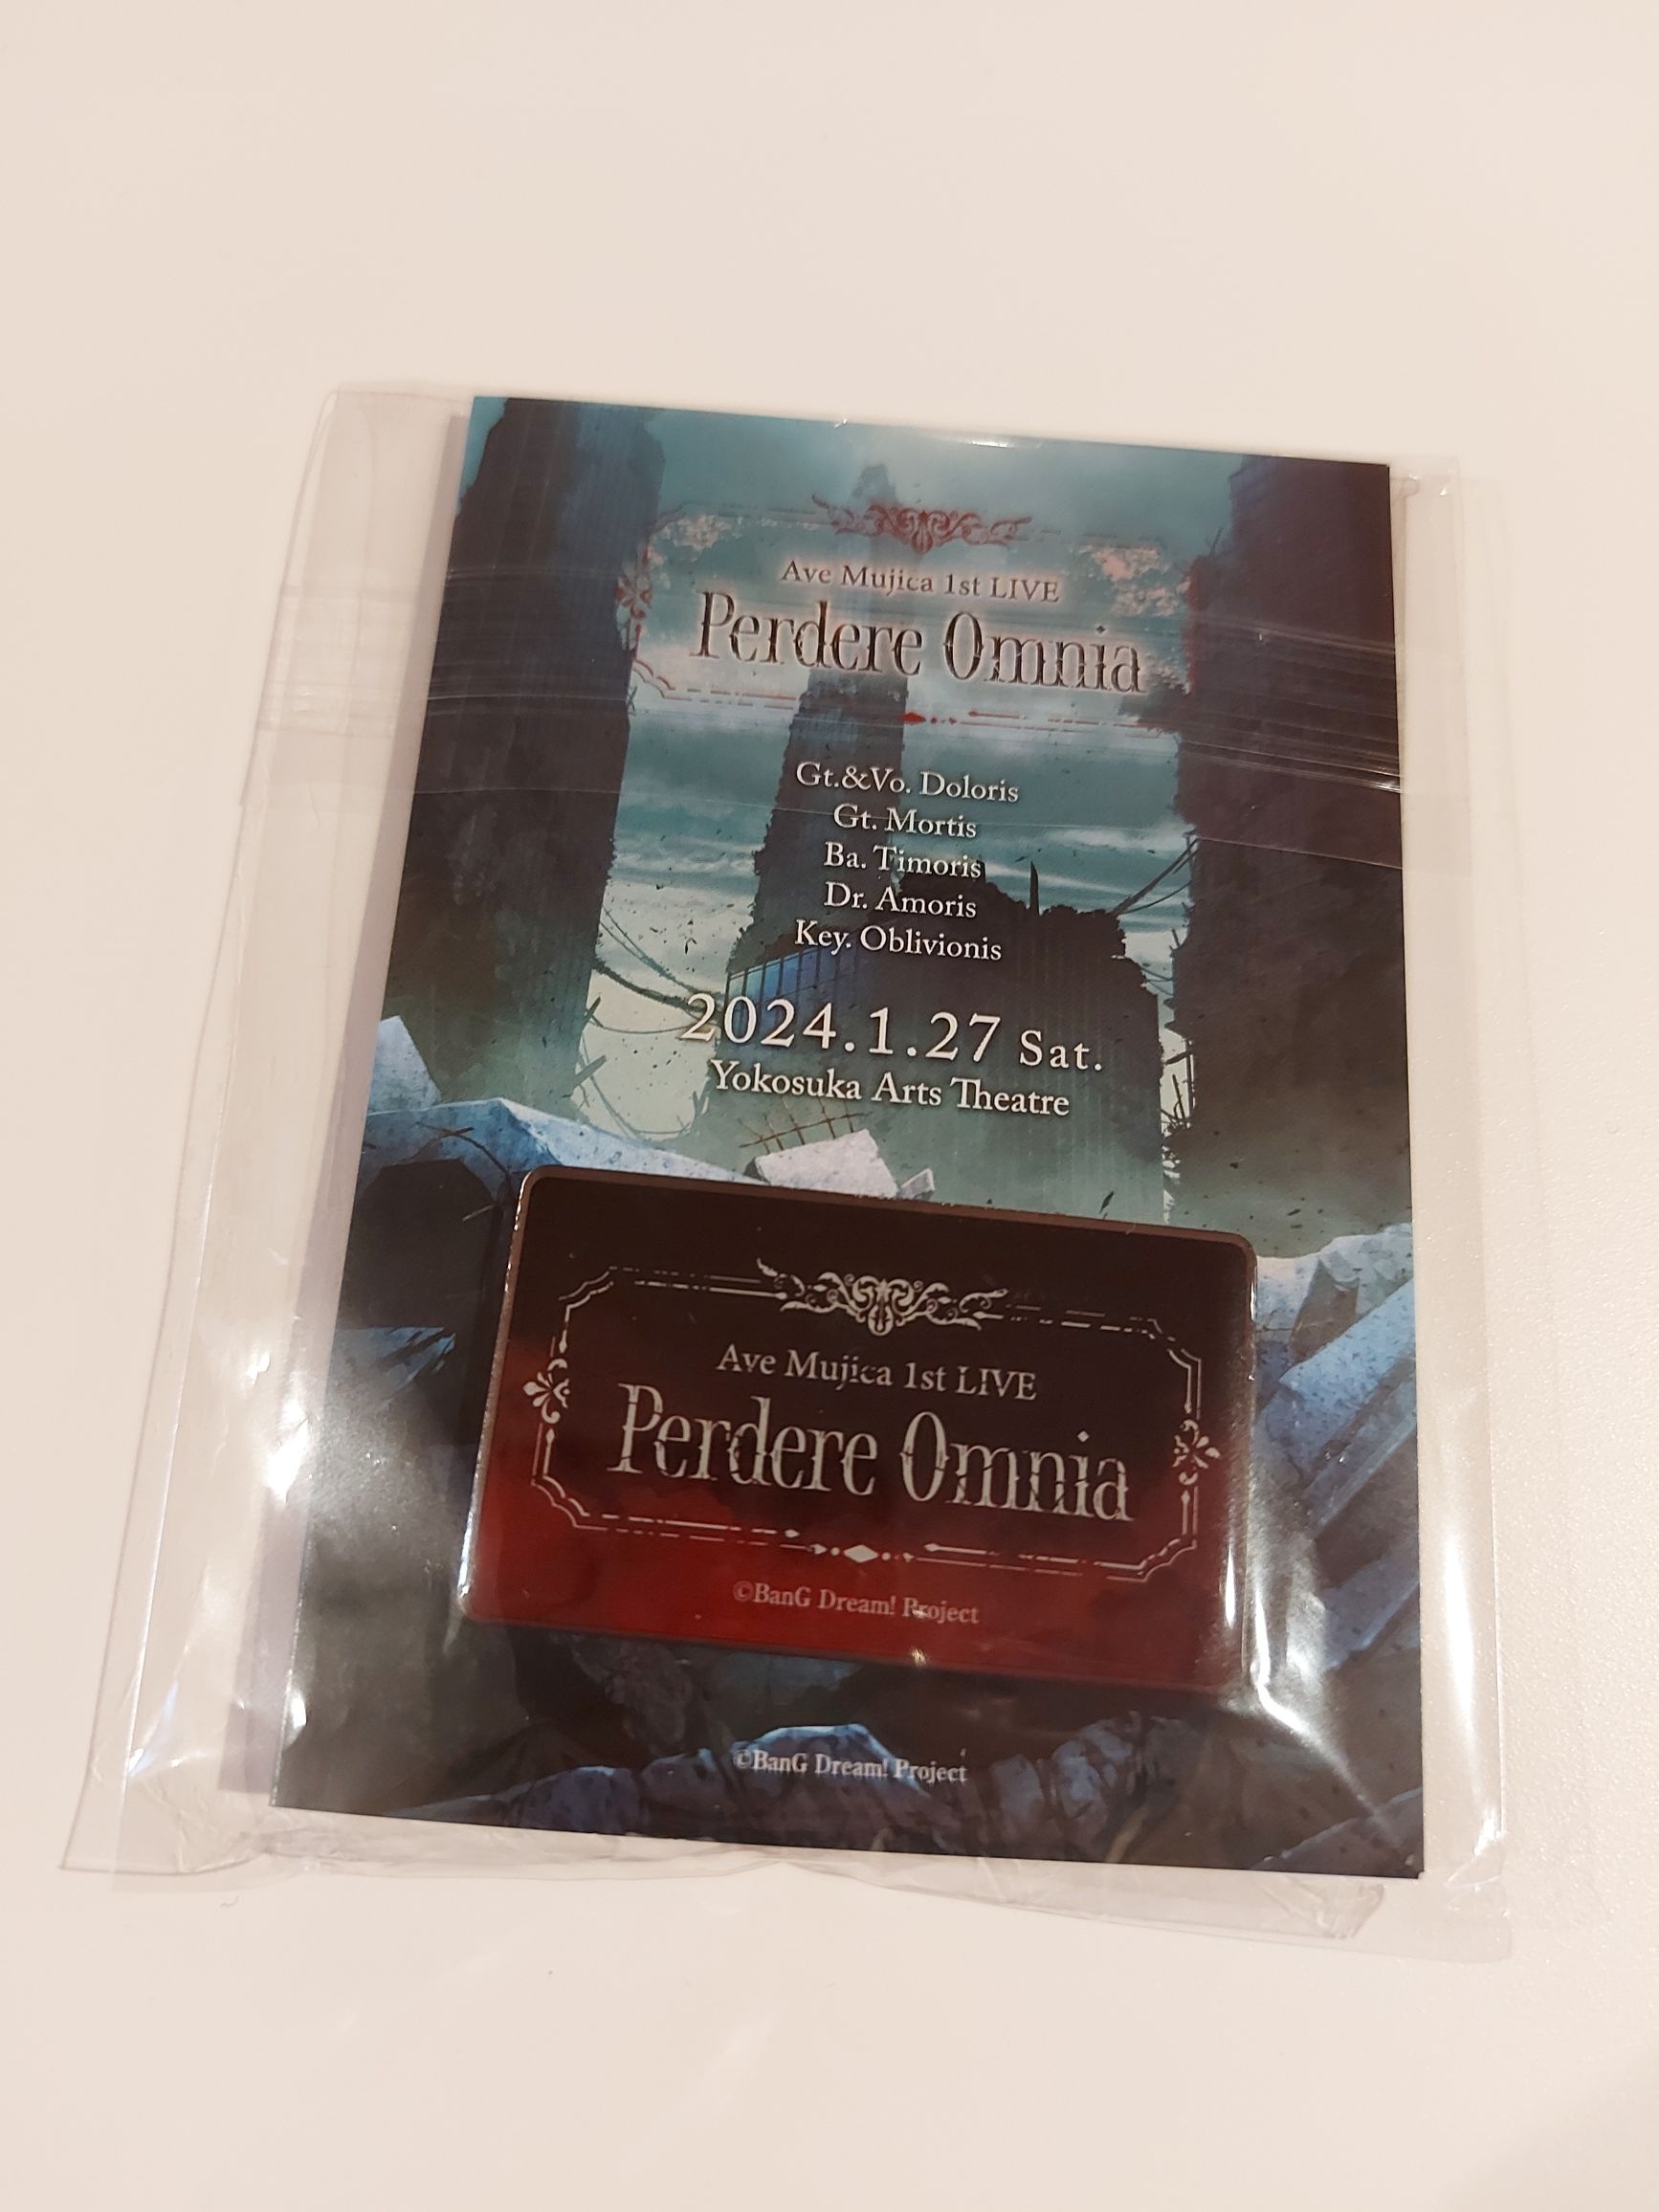 Ave Mujica 1st LIVE
Perdere Omnia
Gt.&Vo. Doloris
Gt. Mortis
Ba. Timoris
Dr. Amoris
Key. Oblivionis
2024.1.27 Sat.
Yokosuka Arts Theatre
Ave Mujica 1st LIVE
Perdere Omnia
©BanG Dream! Project
©BanG Dream! Project